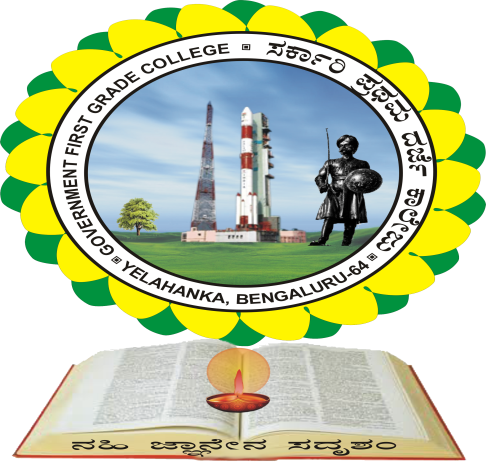 GOVERNMENT FIRST GRADE COLLEGE
ಸರ್ಕಾರಿ ಪ್ರಥಮ ದರ್ಜೆ ಕಾಲೇಜು
YELAHANKA, BENGALURU-64
ನಹಿ ಜ್ಞಾನೇನ ಸದೃಶಂ